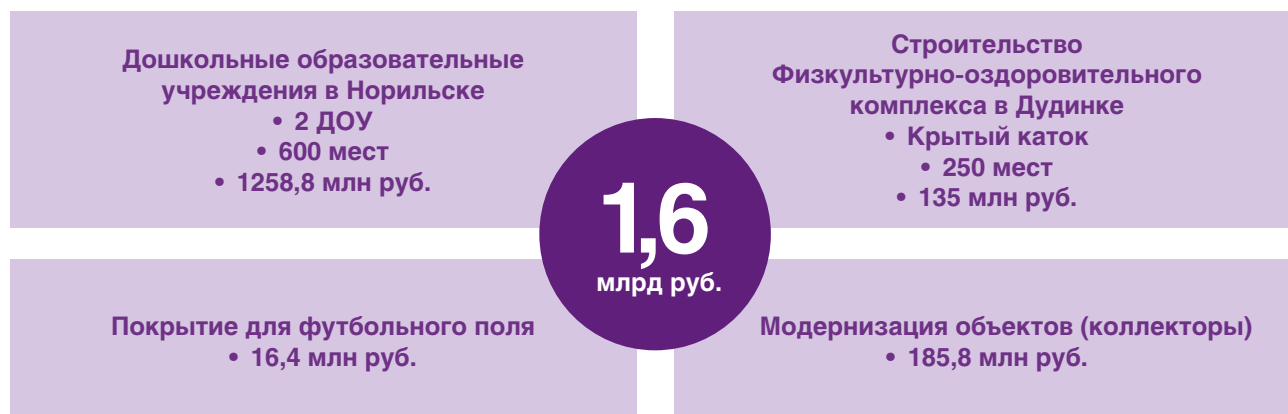 Дошкольные образовательные
учреждения в Норильске
• 2 ДОУ
• 600 мест
• 1258,8 млн руб.
Строительство
Физкультурно-оздоровительного
комплекса в Дудинке
• Крытый каток
• 250 мест
• 135 млн руб.
1,6
млрд руб.
Покрытие для футбольного поля
• 16,4 млн руб.
Модернизация объектов (коллекторы)
• 185,8 млн руб.